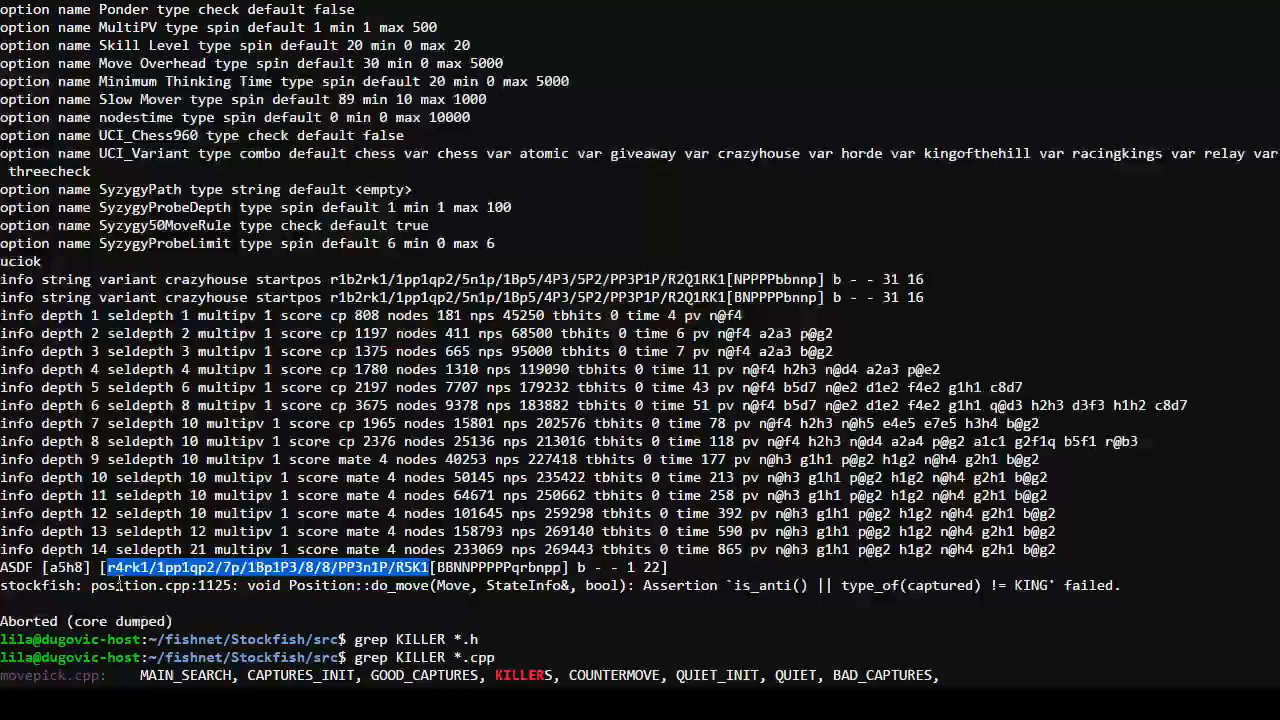 option name Ponder type check default false
option name MultiPV type spin default 1 min 1 max 500
option name Skill Level type spin default 20 min 0 max 20
option name Move Overhead type spin default 30 min 0 max 5000
option name Minimum Thinking Time type spin default 20 min 0 max 5000
option name Slow Mover type spin default 89 min 10 max 1000
option name nodestime type spin default 0 min 0 max 10000
option name UCI_Chess960 type check default false
option name UCI_Variant type combo default chess var chess var atomic var giveaway var crazyhouse var horde var kingofthehill var racingkings var relay var
threecheck
option name SyzygyPath type string default <empty>
option name SyzygyProbeDepth type spin default 1 min 1 max 100
option name Syzygy50MoveRule type check default true
option name SyzygyProbeLimit type spin default 6 min 0 max 6
uciok
info string variant crazyhouse startpos r1b2rk1/1pp1qp2/5n1p/1Bp5/4P3/5P2/PP3P1P/R2Q1RK1[NPPPPbbnnp] b - - 31 16
info string variant crazyhouse startpos r1b2rk1/1pp1qp2/5n1p/1Bp5/4P3/5P2/PP3P1P/R2Q1RK1[BNPPPPbnnp] b - - 31 16
info depth 1 seldepth 1 multipv 1 score cp 808 nodes 181 nps 45250 tbhits 0 time 4 pv n@f4
info depth 2 seldepth 2 multipv 1 score cp 1197 nodes 411 nps 68500 tbhits 0 time 6 pv n@f4 a2a3 p@g2
info depth 3 seldepth 3 multipv 1 score cp 1375 nodes 665 nps 95000 tbhits 0 time 7 pv n@f4 a2a3 b@g2
info depth 4 seldepth 4 multipv 1 score cp 1780 nodes 1310 nps 119090 tbhits 0 time 11 pv n@f4 h2h3 n@d4 a2a3 p@e2
info depth 5 seldepth 6 multipv 1 score cp 2197 nodes 7707 nps 179232 tbhits 0 time 43 pv n@f4 b5d7 n@e2 d1e2 f4e2 g1h1 c8d7
info depth 6 seldepth 8 multipv 1 score cp 3675 nodes 9378 nps 183882 tbhits 0 time 51 pv n@f4 b5d7 n@e2 d1e2 f4e2 g1h1 q@d3 h2h3 d3f3 h1h2 c8d7
info depth 7 seldepth 10 multipv 1 score cp 1965 nodes 15801 nps 202576 tbhits 0 time 78 pv n@f4 h2h3 n@h5 e4e5 e7e5 h3h4 b@g2
info depth 8 seldepth 10 multipv 1 score cp 2376 nodes 25136 nps 213016 tbhits 0 time 118 pv n@f4 h2h3 n@d4 a2a4 p@g2 a1c1 g2f1q b5f1 r@b3
info depth 9 seldepth 10 multipv 1 score mate 4 nodes 40253 nps 227418 tbhits 0 time 177 pv n@h3 g1h1 p@g2 h1g2 n@h4 g2h1 b@g2
info depth 10 seldepth 10 multipv 1 score mate 4 nodes 50145 nps 235422 tbhits 0 time 213 pv n@h3 g1h1 p@g2 h1g2 n@h4 g2h1 b@g2
info depth 11 seldepth 10 multipv 1 score mate 4 nodes 64671 nps 250662 tbhits 0 time 258 pv n@h3 g1h1 p@g2 h1g2 n@h4 g2h1 b@g2
info depth 12 seldepth 10 multipv 1 score mate 4 nodes 101645 nps 259298 tbhits 0 time 392 pv n@h3 g1h1 p@g2 h1g2 n@h4 g2h1 b@g2
info depth 13 seldepth 12 multipv 1 score mate 4 nodes 158793 nps 269140 tbhits 0 time 590 pv n@h3 g1h1 p@g2 h1g2 n@h4 g2h1 b@g2
info depth 14 seldepth 21 multipv 1 score mate 4 nodes 233069 nps 269443 tbhits 0 time 865 pv n@h3 g1h1 p@g2 h1g2 n@h4 g2h1 b@g2
ASDF [a5h8] [r4rk1/1pp1qp2/7p/1Bp1P3/8/8/PP3n1P/R5K1[BBNNPPPPPqrbnpp] b - - 1 22]
stockfish: position.cpp:1125: void Position::do_move(Move, StateInfo&, bool): Assertion `is_anti() || type_of(captured) != KING' failed.
Aborted (core dumped)
lila@dugovic-host:~/fishnet/Stockfish/src$ grep KILLER *.h
lila@dugovic-host:~/fishnet/Stockfish/src$ grep KILLER *.cpp
movepick.cpp:    MAIN_SEARCH, CAPTURES_INIT, GOOD_CAPTURES, KILLERS, COUNTERMOVE, QUIET_INIT, QUIET, BAD_CAPTURES,